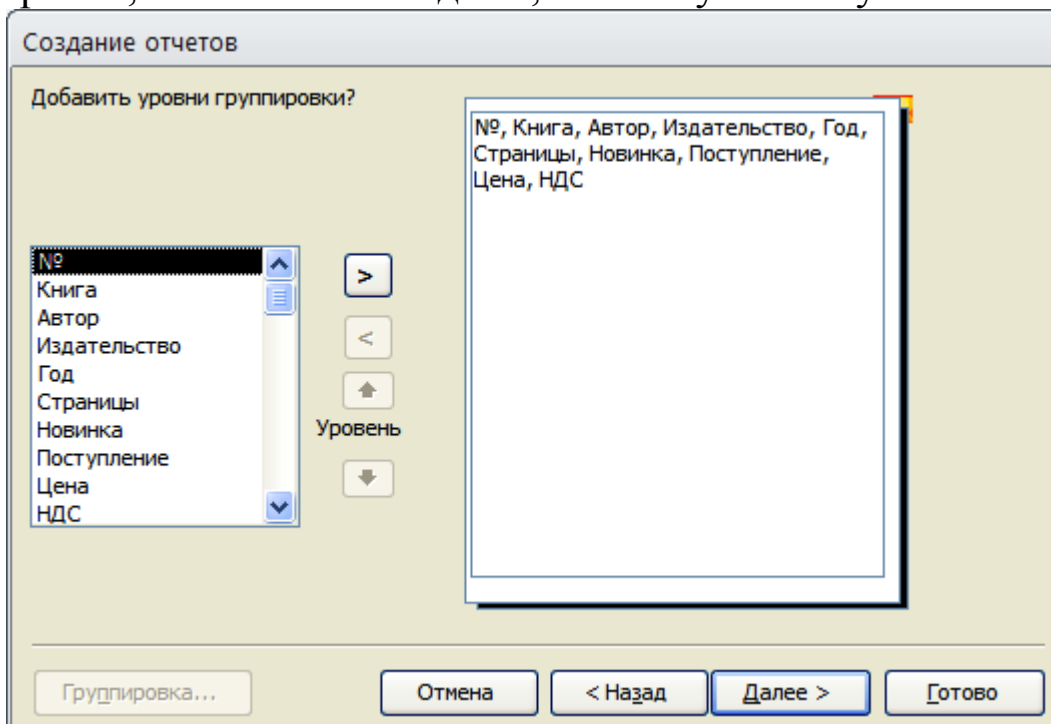 Создание отчетов
Добавить уровни группировки?
№, Книга, Автор, Издательство, Год,
Страницы, Новинка, Поступление,
Цена, НДС
№
Книга
Автор
Издательство
Год
Страницы
Новинка
Поступление
Цена
НДС
>
<
Уровень
Группировка...
Отмена
< Назад
Далее >
Готово